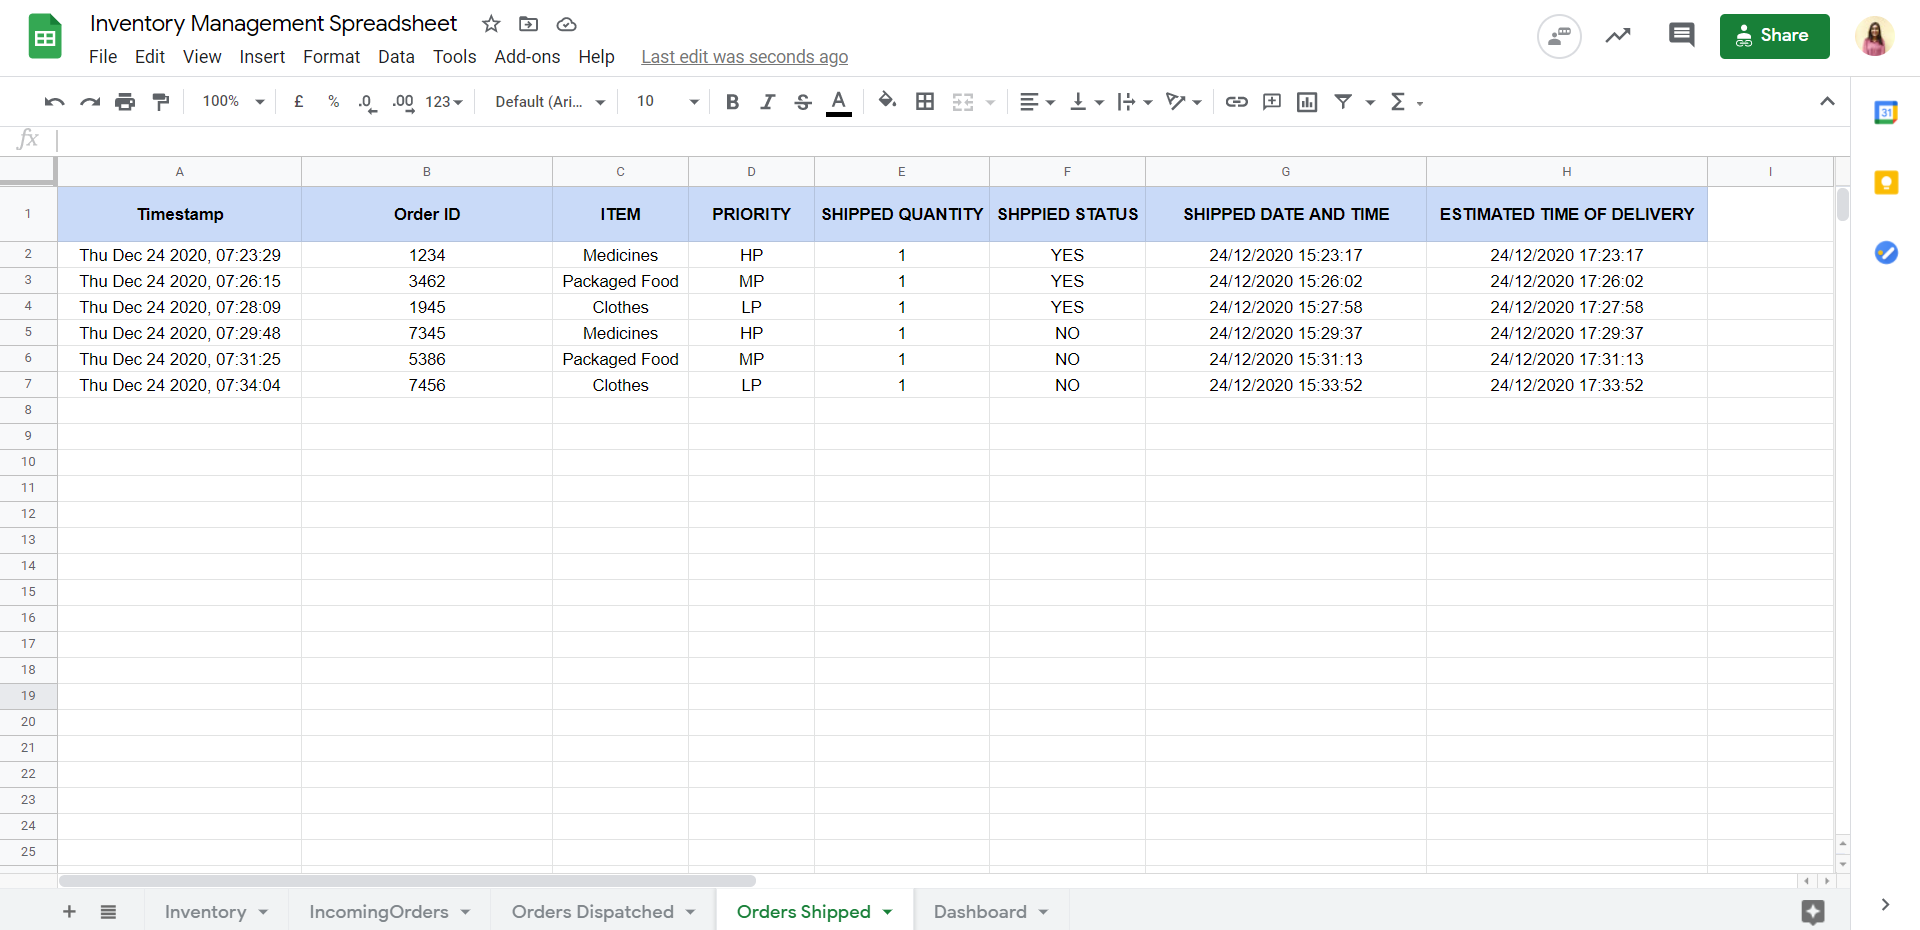 Inventory Management Spreadsheet
File Edit View Insert Format Data Tools Add-ons Help Last edit was seconds ago
Share
100% £ % .0 .00 123 Default (Ari... 10 B I S A Σ
31
fx
A B C D E F G H I
1 Timestamp Order ID ITEM PRIORITY SHIPPED QUANTITY SHPPIED STATUS SHIPPED DATE AND TIME ESTIMATED TIME OF DELIVERY
2 Thu Dec 24 2020, 07:23:29 1234 Medicines HP 1 YES 24/12/2020 15:23:17 24/12/2020 17:23:17
3 Thu Dec 24 2020, 07:26:15 3462 Packaged Food MP 1 YES 24/12/2020 15:26:02 24/12/2020 17:26:02
4 Thu Dec 24 2020, 07:28:09 1945 Clothes LP 1 YES 24/12/2020 15:27:58 24/12/2020 17:27:58
5 Thu Dec 24 2020, 07:29:48 7345 Medicines HP 1 NO 24/12/2020 15:29:37 24/12/2020 17:29:37
6 Thu Dec 24 2020, 07:31:25 5386 Packaged Food MP 1 NO 24/12/2020 15:31:13 24/12/2020 17:31:13
7 Thu Dec 24 2020, 07:34:04 7456 Clothes LP 1 NO 24/12/2020 15:33:52 24/12/2020 17:33:52
8
9
10
11
12
13
14
15
16
17
18
19
20
21
22
23
24
25
Inventory IncomingOrders Orders Dispatched Orders Shipped Dashboard